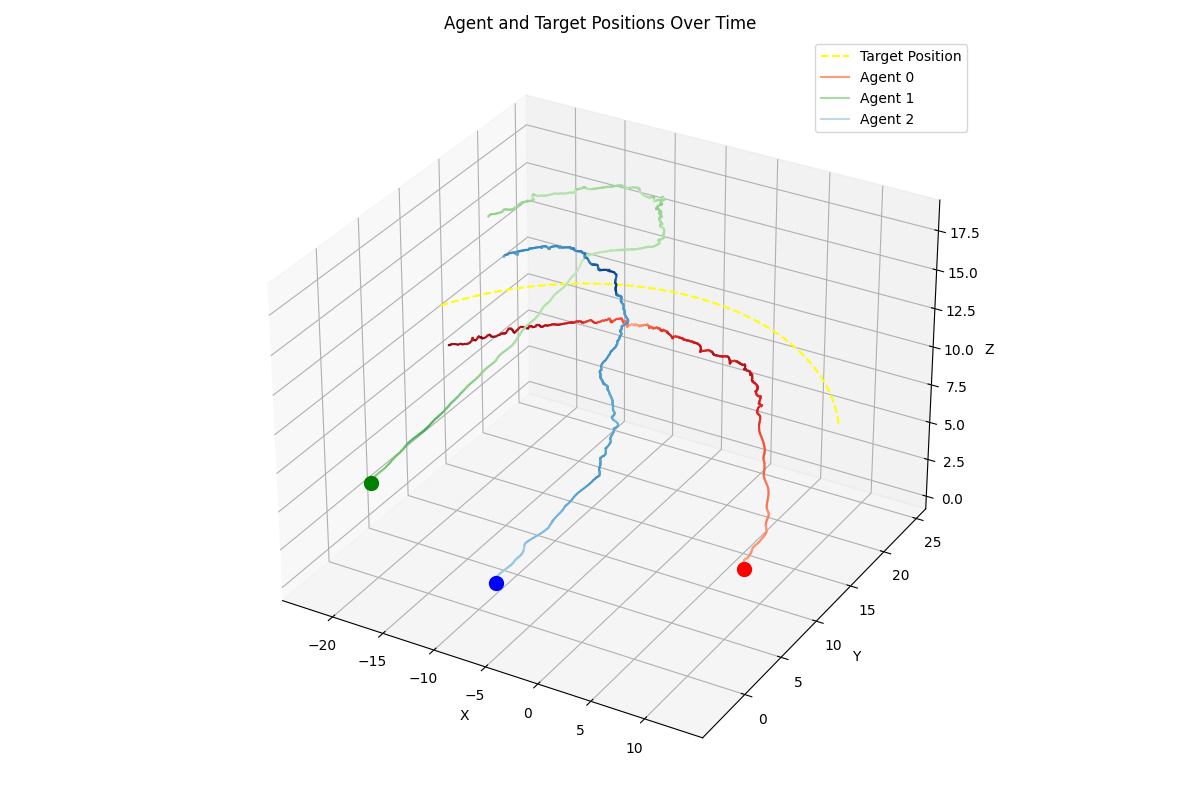 Agent and Target Positions Over Time
Target Position
Agent 0
Agent 1
Agent 2
17.5
15.0
12.5
10.0
Z
7.5
5.0
2.5
0.0
25
20
15
10
Y
5
0
−20
−15
−10
−5
X
0
5
10